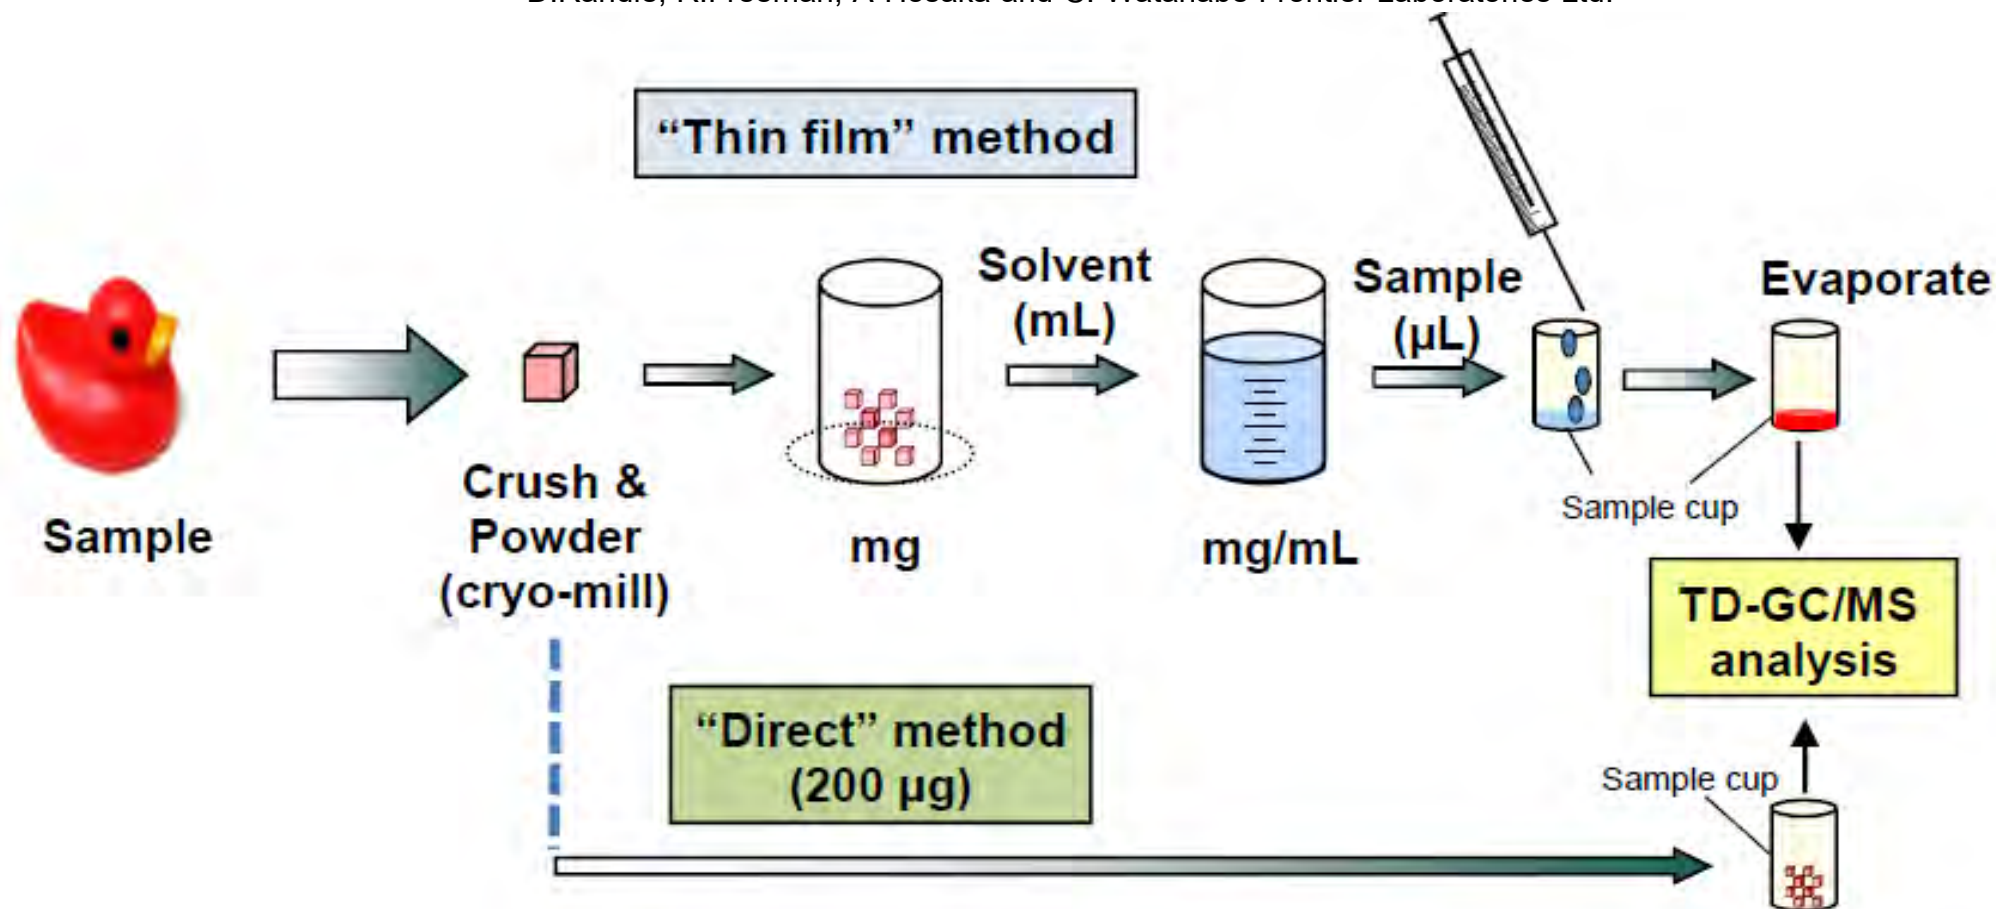 “Thin film” method
Solvent
(mL)
Sample
(µL)
Evaporate
Sample
Crush &
Powder
(cryo-mill)
mg
mg/mL
Sample cup
TD-GC/MS
analysis
“Direct” method
(200 µg)
Sample cup